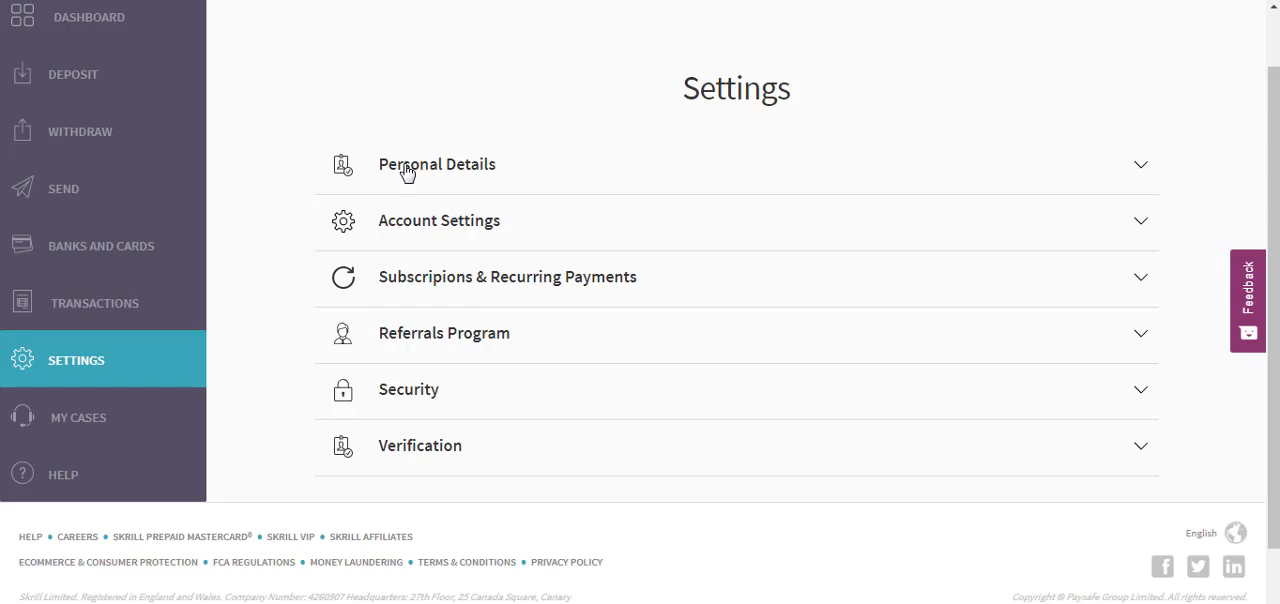 DASHBOARD
DEPOSIT
WITHDRAW
SEND
BANKS AND CARDS
TRANSACTIONS
SETTINGS
MY CASES
? HELP
Settings
Personal Details
Account Settings
Subscripions & Recurring Payments
Referrals Program
Security
Verification
Feedback
HELP • CAREERS • SKRILL PREPAID MASTERCARD® • SKRILL VIP • SKRILL AFFILIATES
English
ECOMMERCE & CONSUMER PROTECTION • FCA REGULATIONS • MONEY LAUNDERING • TERMS & CONDITIONS • PRIVACY POLICY
f in
Skrill Limited. Registered in England and Wales. Company Number: 4260907 Headquarters: 27th Floor, 25 Canada Square, Canary
Copyright © Paysafe Group Limited. All rights reserved.